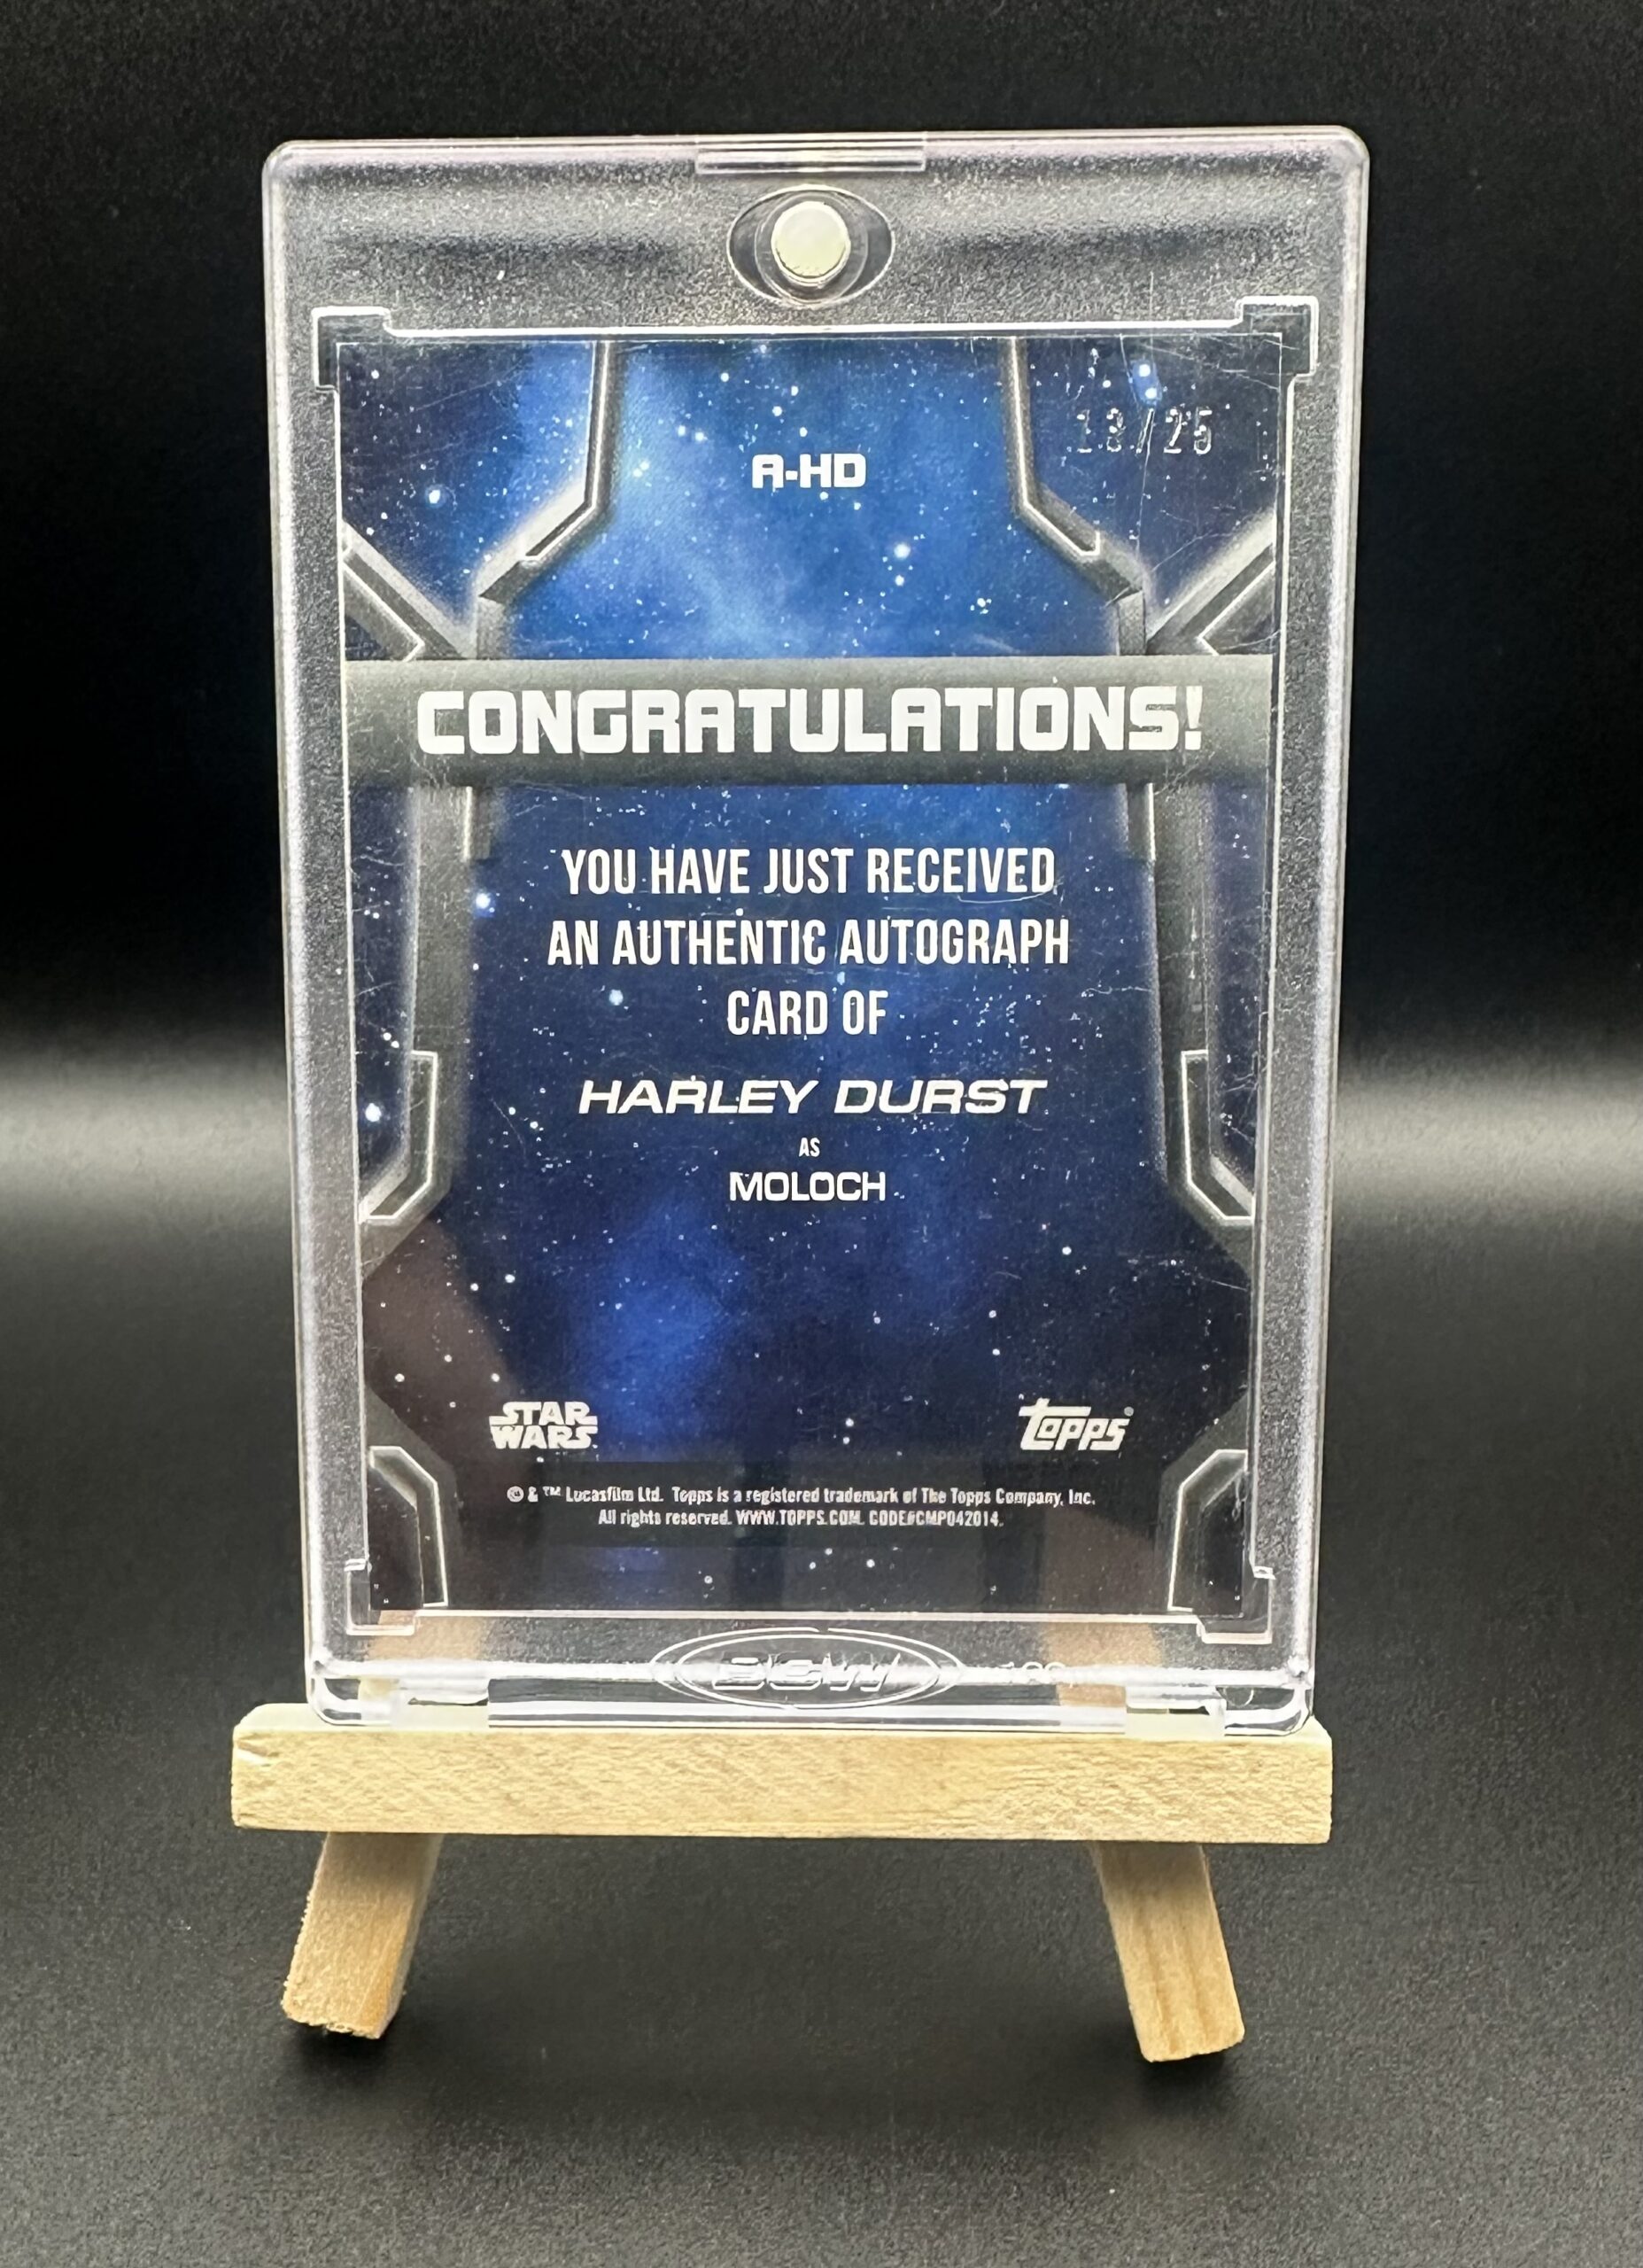 13/25
A-HD
CONGRATULATIONS!
YOU HAVE JUST RECEIVED
AN AUTHENTIC AUTOGRAPH
CARD OF
HARLEY DURST
AS
MOLOCH
STAR
WARS
Topps®
© & ™ Lucasfilm Ltd. Topps is a registered trademark of The Topps Company, Inc.
All rights reserved. WWW.TOPPS.COM. CODE#CMP042014.
BCW